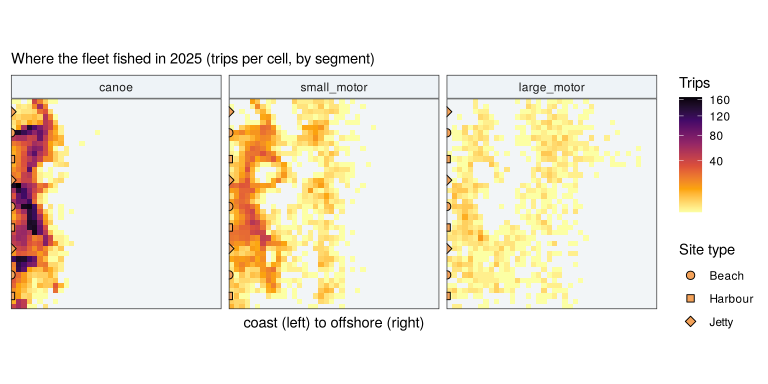 Where the fleet fished in 2025 (trips per cell, by segment)
canoe
small_motor
large_motor
coast (left) to offshore (right)
Trips
160
120
80
40
Site type
Beach
Harbour
Jetty